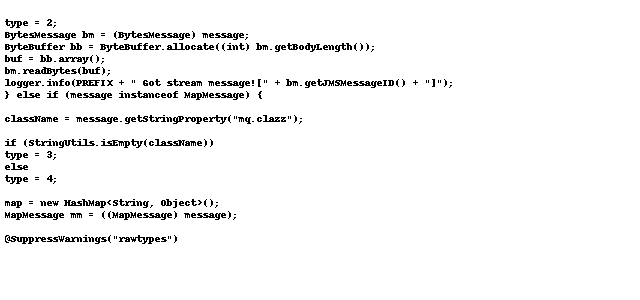 type = 2;
BytesMessage bm = (BytesMessage) message;
ByteBuffer bb = ByteBuffer.allocate((int) bm.getBodyLength());
buf = bb.array();
bm.readBytes(buf);
logger.info(PREFIX + " Got stream message![" + bm.getJMSMessageID() + "]");
} else if (message instanceof MapMessage) {
className = message.getStringProperty("mq.clazz");
if (StringUtils.isEmpty(className))
type = 3;
else
type = 4;
map = new HashMap<String, Object>();
MapMessage mm = ((MapMessage) message);
@SuppressWarnings("rawtypes")